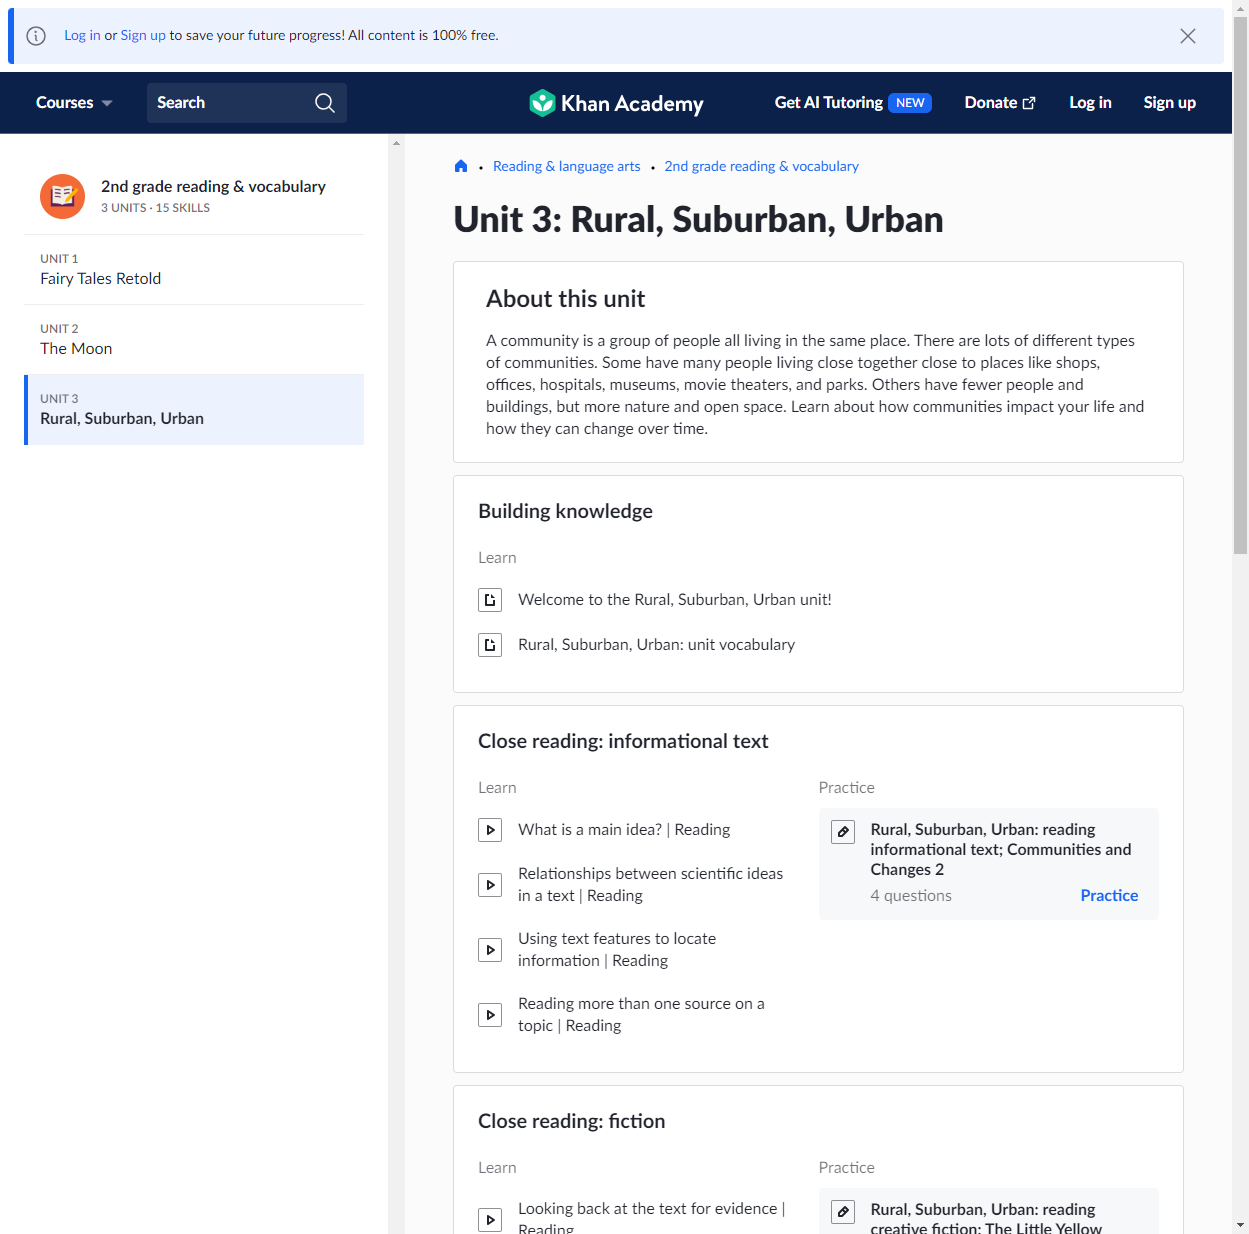 Log in or Sign up to save your future progress! All content is 100% free.
Courses
Search
Khan Academy
Get AI Tutoring NEW
Donate
Log in
Sign up
2nd grade reading & vocabulary
3 UNITS · 15 SKILLS
UNIT 1
Fairy Tales Retold
UNIT 2
The Moon
UNIT 3
Rural, Suburban, Urban
• Reading & language arts • 2nd grade reading & vocabulary
Unit 3: Rural, Suburban, Urban
About this unit
A community is a group of people all living in the same place. There are lots of different types
of communities. Some have many people living close together close to places like shops,
offices, hospitals, museums, movie theaters, and parks. Others have fewer people and
buildings, but more nature and open space. Learn about how communities impact your life and
how they can change over time.
Building knowledge
Learn
Welcome to the Rural, Suburban, Urban unit!
Rural, Suburban, Urban: unit vocabulary
Close reading: informational text
Learn
What is a main idea? | Reading
Relationships between scientific ideas
in a text | Reading
Using text features to locate
information | Reading
Reading more than one source on a
topic | Reading
Practice
Rural, Suburban, Urban: reading
informational text; Communities and
Changes 2
4 questions
Practice
Close reading: fiction
Learn
Looking back at the text for evidence |
Reading
Practice
Rural, Suburban, Urban: reading
creative fiction; The Little Yellow